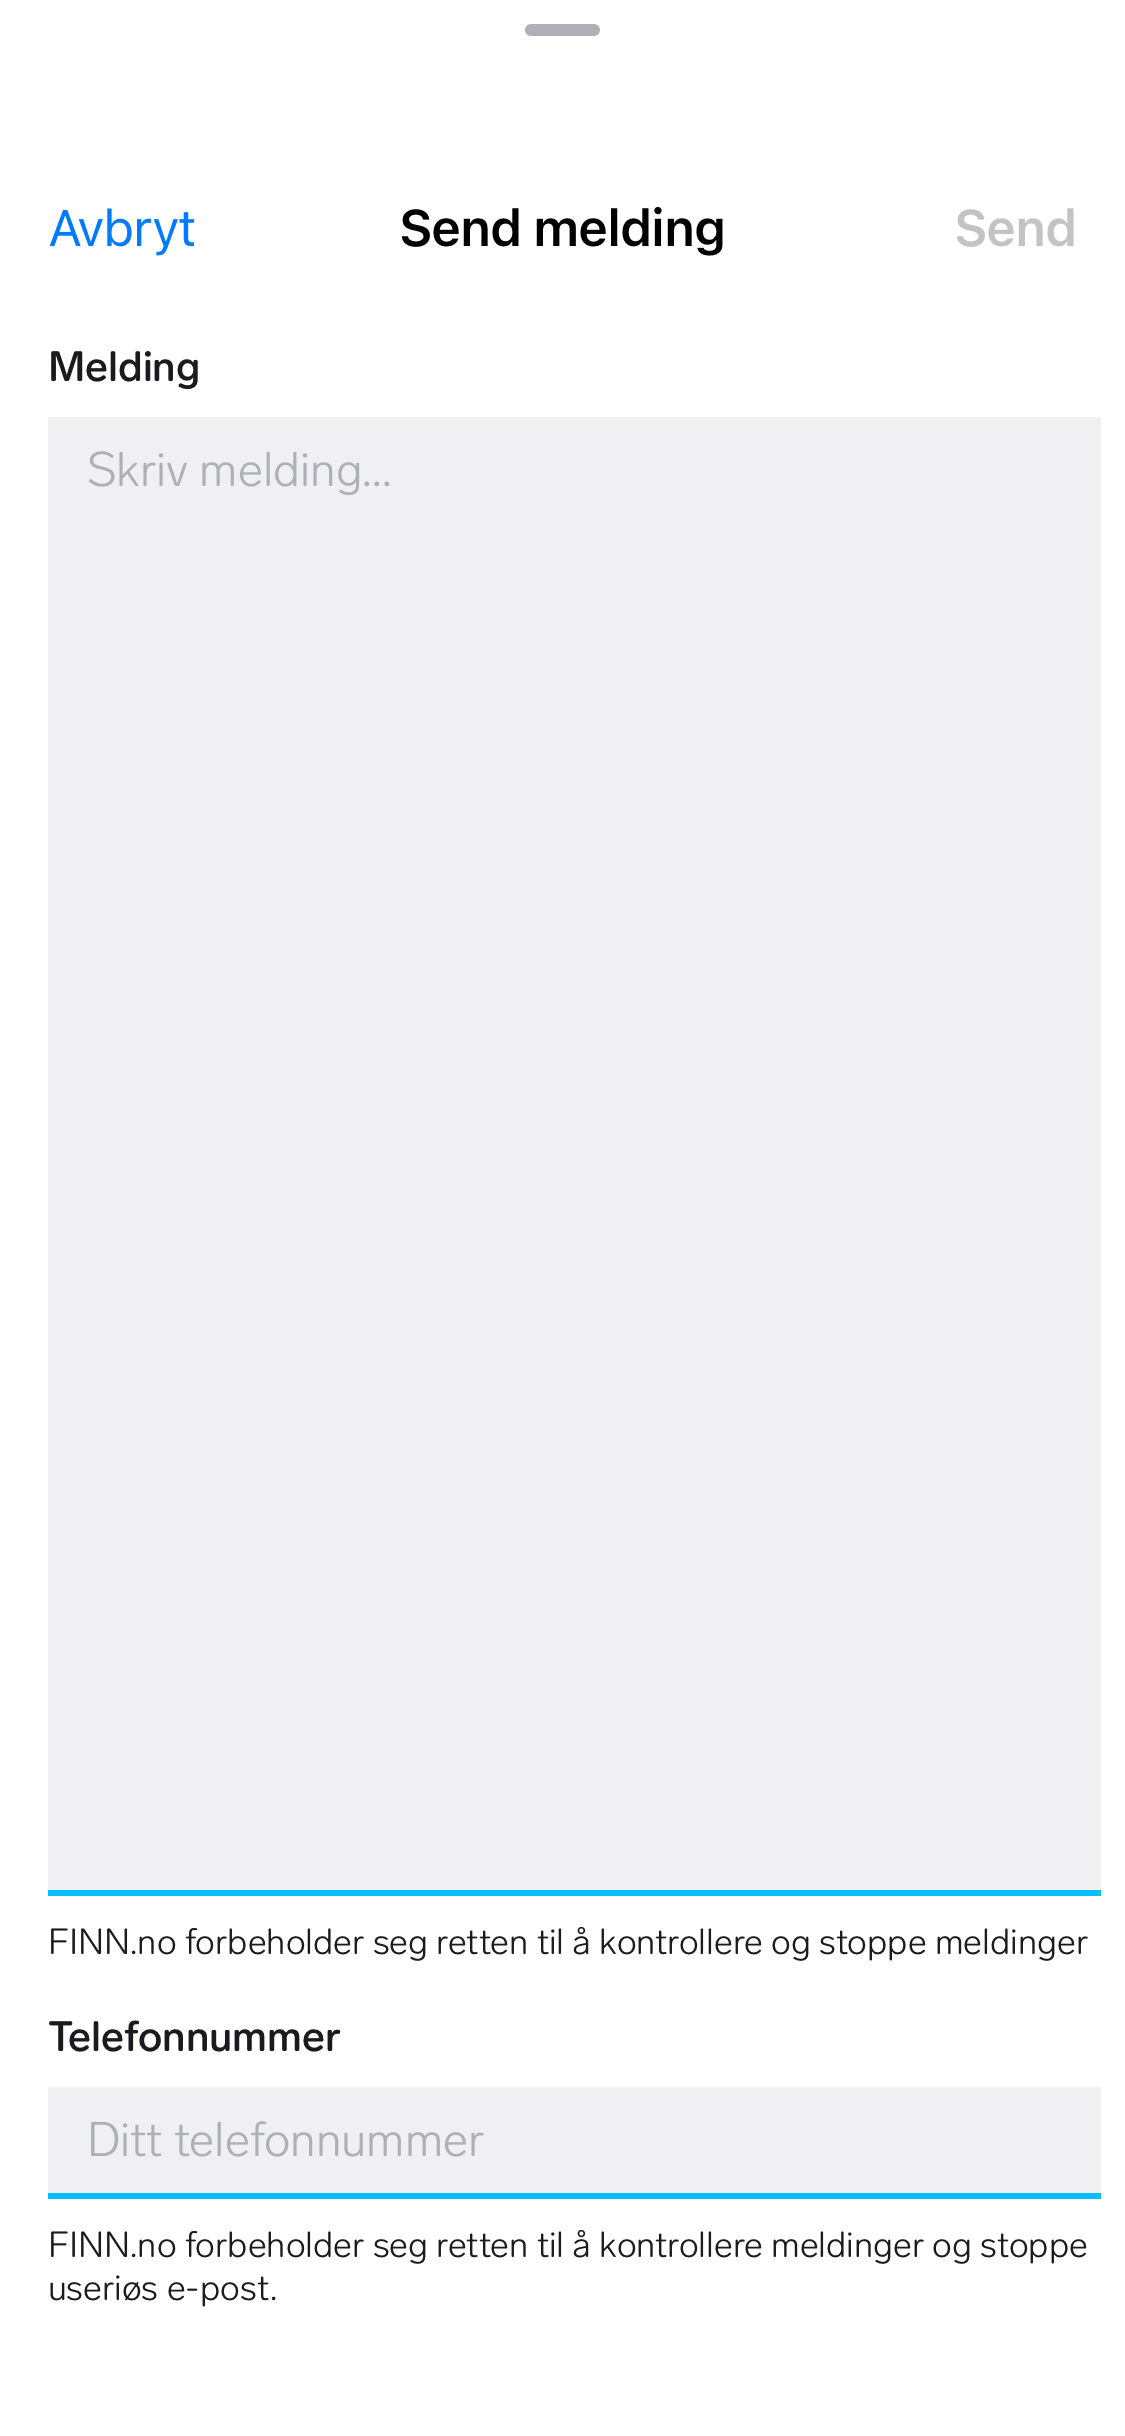 Avbryt Send melding Send
Melding
Skriv melding...
FINN.no forbeholder seg retten til å kontrollere og stoppe meldinger
Telefonnummer
Ditt telefonnummer
FINN.no forbeholder seg retten til å kontrollere meldinger og stoppe
useriøs e-post.